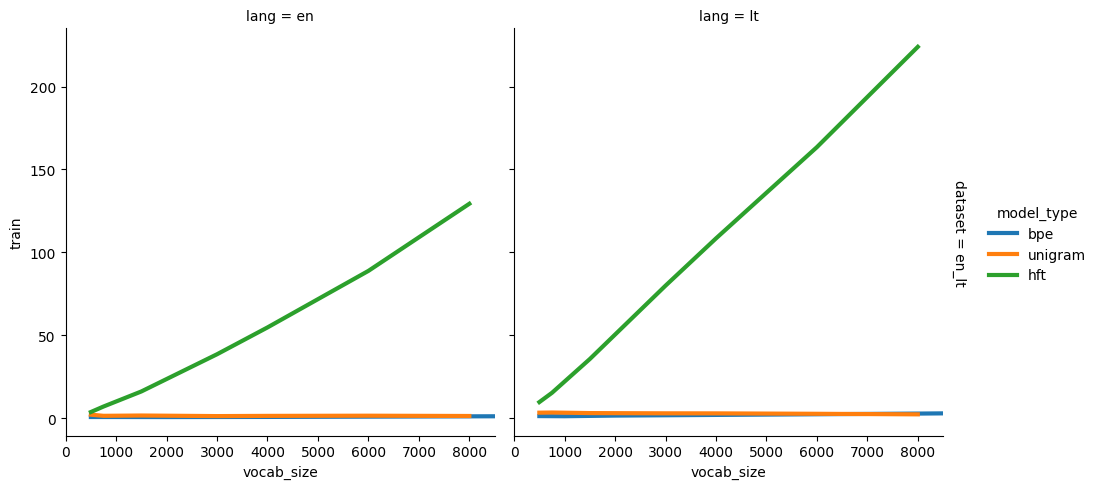 lang = en
lang = lt
200
150
100
50
0
train
0 1000 2000 3000 4000 5000 6000 7000 8000
vocab_size
0 1000 2000 3000 4000 5000 6000 7000 8000
vocab_size
dataset = en_lt
model_type
bpe
unigram
hft